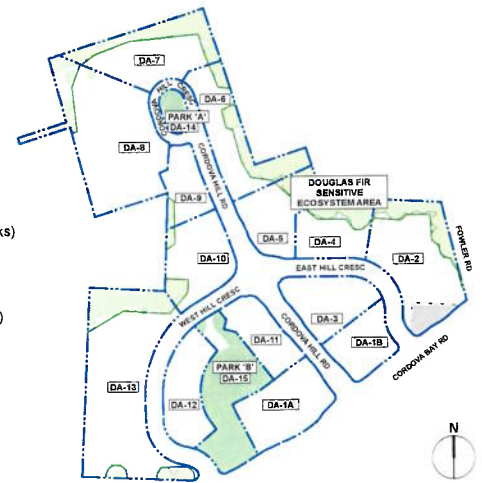 DA-7
HILL CRESC
DA-6
CORDOVA
PARK 'A'
DA-14
DA-8
CORDOVA HILL RD
DOUGLAS FIR
SENSITIVE
ECOSYSTEM AREA
DA-9
ks)
DA-5
DA-4
FOWLER RD
DA-10
DA-2
EAST HILL CRESC
WEST HILL CRESC
)
DA-3
CORDOVA HILL RD
DA-11
DA-1B
CORDOVA BAY RD
PARK 'B'
DA-15
DA-13
DA-12
DA-1A
N